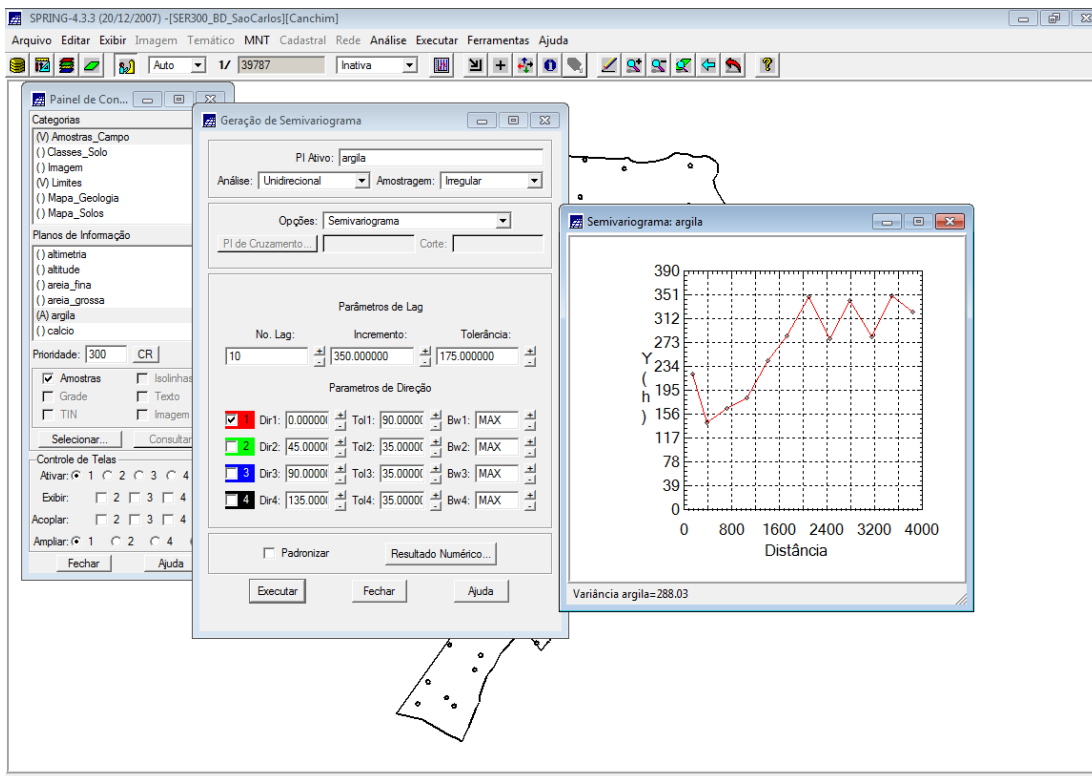 SPRING-4.3.3 (20/12/2007) -[SER300_BD_SaoCarlos][Canchim]
Arquivo Editar Exibir Imagem Temático MNT Cadastral Rede Análise Executar Ferramentas Ajuda
Auto 1/ 39787 Inativa
Painel de Con...
Categorias
(V) Amostras_Campo
( ) Classes_Solo
( ) Imagem
(V) Limites
( ) Mapa_Geologia
( ) Mapa_Solos
Planos de Informação
( ) altimetria
( ) altitude
( ) areia_fina
( ) areia_grossa
(A) argila
( ) calcio
Prioridade: 300 CR
Amostras Isolinhas
Grade Texto
TIN Imagem
Selecionar... Consultar
Controle de Telas
Ativar: 1 2 3 4
Exibir: 2 3 4
Acoplar: 2 3 4
Ampliar: 1 2 4
Fechar Ajuda
Geração de Semivariograma
PI Ativo: argila
Análise: Unidirecional Amostragem: Irregular
Opções: Semivariograma
PI de Cruzamento... Corte:
Parâmetros de Lag
No. Lag: Incremento: Tolerância:
10 350.000000 175.000000
Parametros de Direção
1 Dir1: 0.000000 Tol1: 90.0000 Bw1: MAX
2 Dir2: 45.0000 Tol2: 35.0000 Bw2: MAX
3 Dir3: 90.0000 Tol3: 35.0000 Bw3: MAX
4 Dir4: 135.000 Tol4: 35.0000 Bw4: MAX
Padronizar Resultado Numérico...
Executar Fechar Ajuda
Semivariograma: argila
390
351
312
273
234
195
156
117
78
39
0
Y
(
h
)
0 800 1600 2400 3200 4000
Distância
Variância argila=288.03